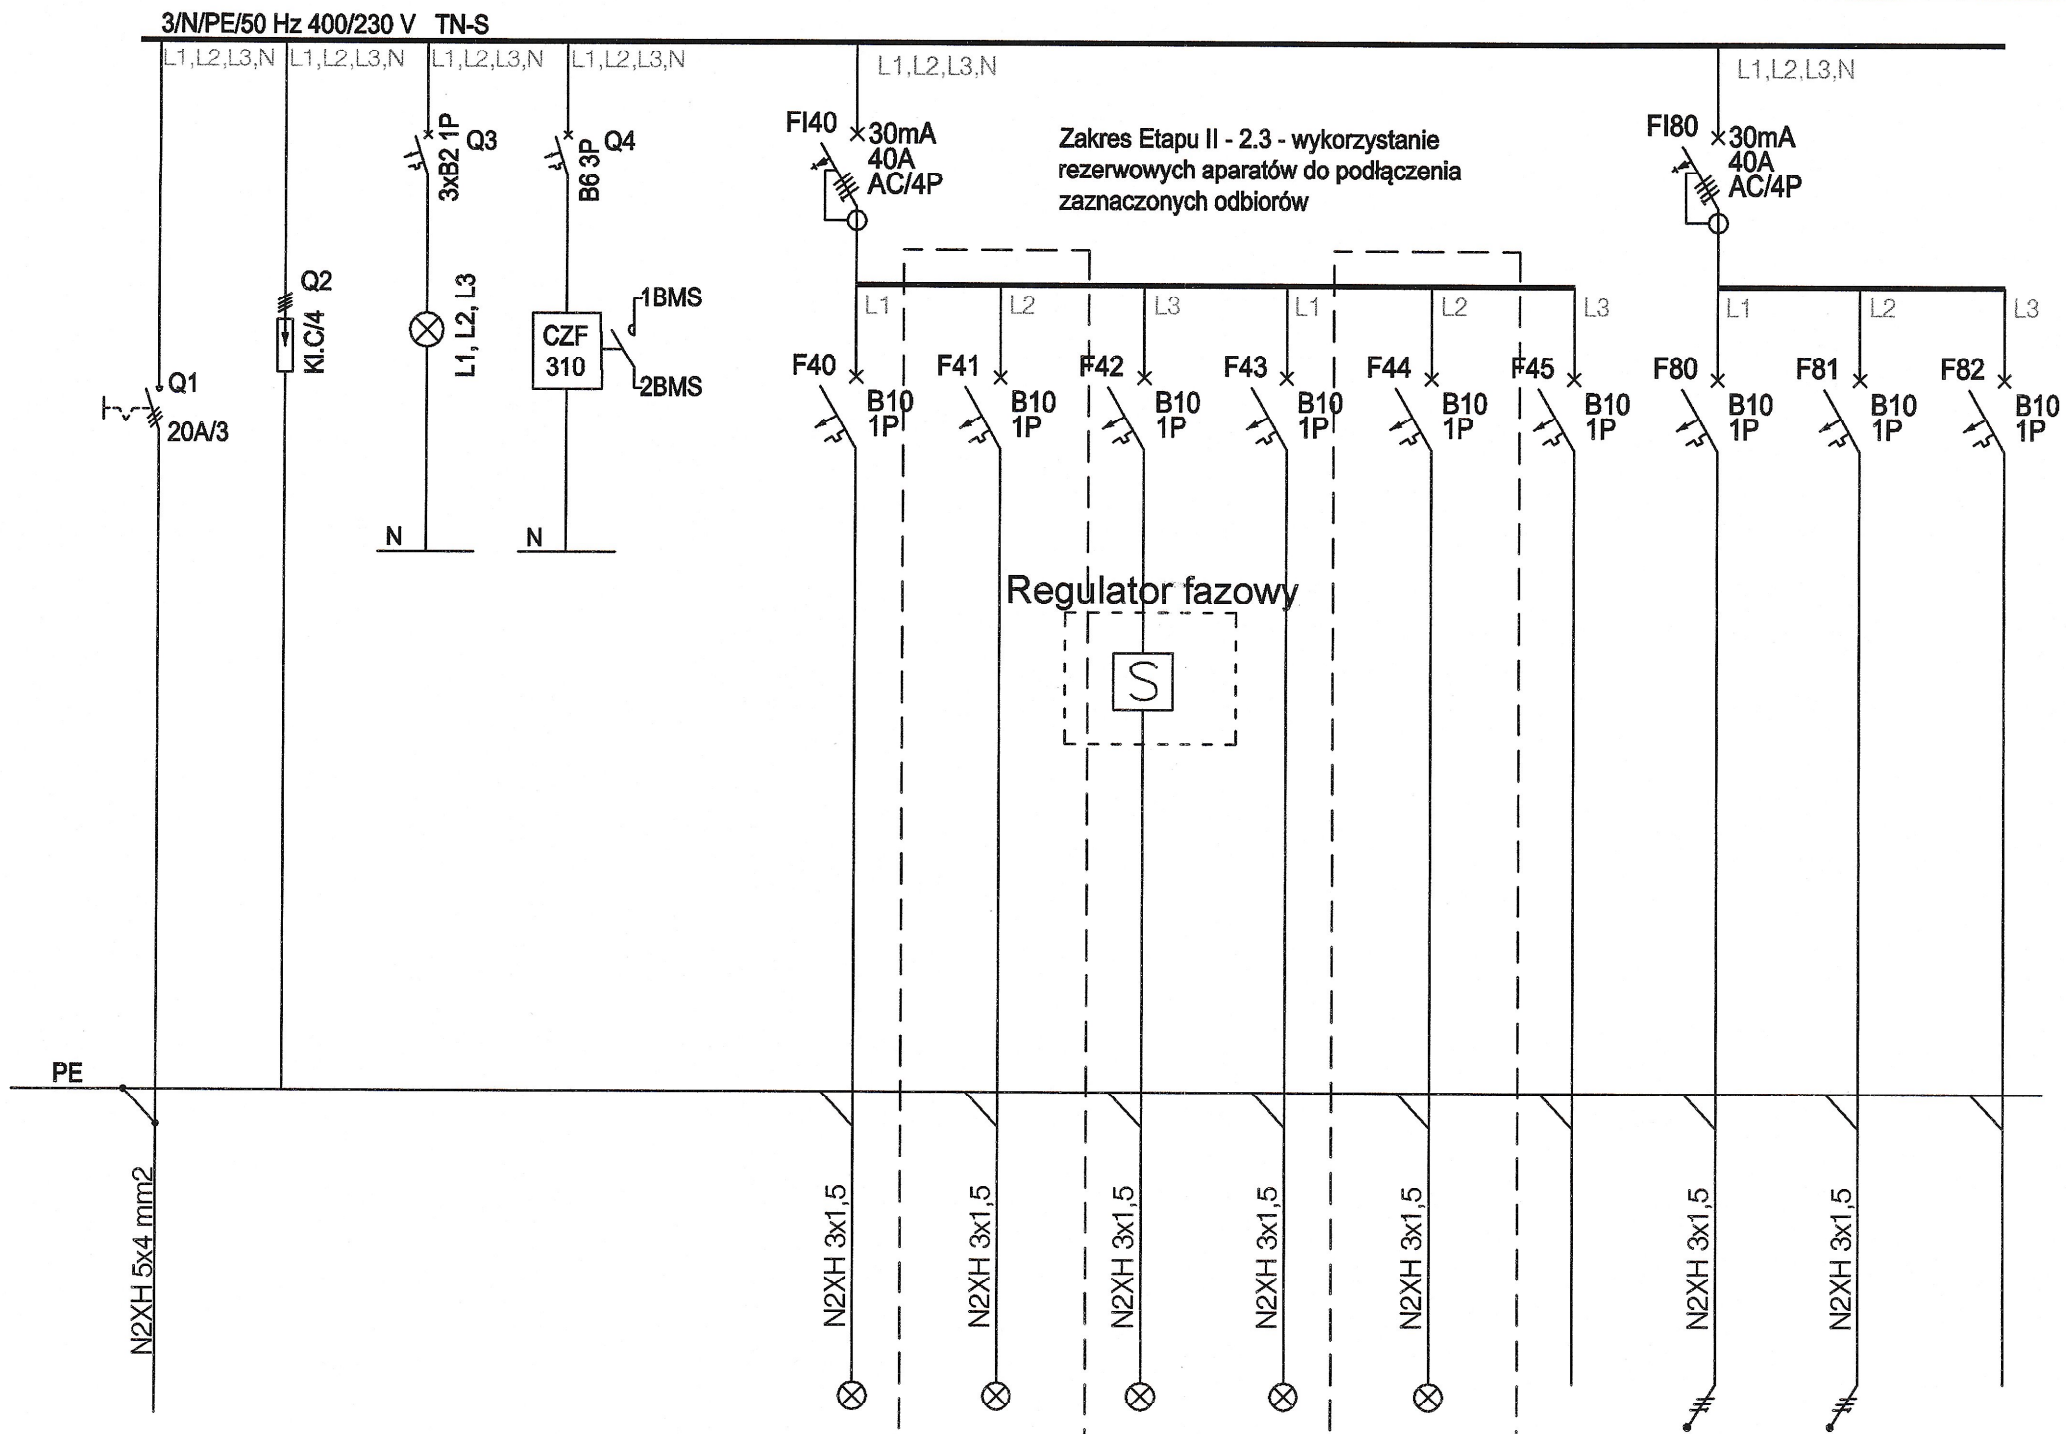 3/N/PE/50 Hz 400/230 V TN-S
L1,L2,L3,N
L1,L2,L3,N
L1,L2,L3,N
L1,L2,L3,N
L1,L2,L3,N
L1,L2,L3,N
Q1
20A/3
Q2
Kl.C/4
Q3
3xB2 1P
L1, L2, L3
N
Q4
B6 3P
CZF
310
1BMS
2BMS
N
FI40
30mA
40A
AC/4P
Zakres Etapu II - 2.3 - wykorzystanie
rezerwowych aparatów do podłączenia
zaznaczonych odbiorów
FI80
30mA
40A
AC/4P
L1
L2
L3
L1
L2
L3
L1
L2
L3
F40
B10
1P
F41
B10
1P
F42
B10
1P
F43
B10
1P
F44
B10
1P
F45
B10
1P
F80
B10
1P
F81
B10
1P
F82
B10
1P
Regulator fazowy
S
PE
N2XH 5x4 mm2
N2XH 3x1,5
N2XH 3x1,5
N2XH 3x1,5
N2XH 3x1,5
N2XH 3x1,5
N2XH 3x1,5
N2XH 3x1,5